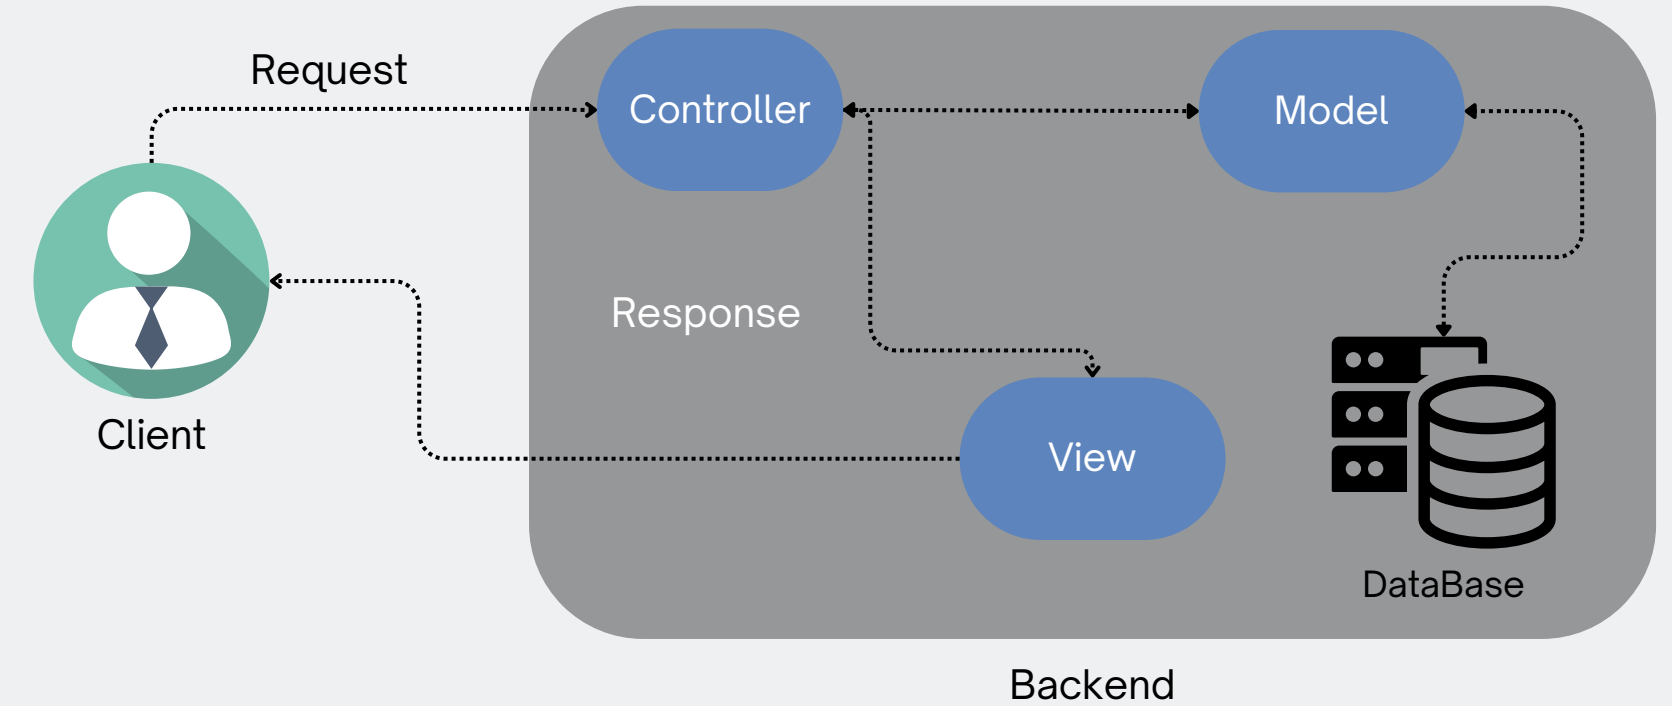 Request
Controller
Model
Response
Client
View
DataBase
Backend